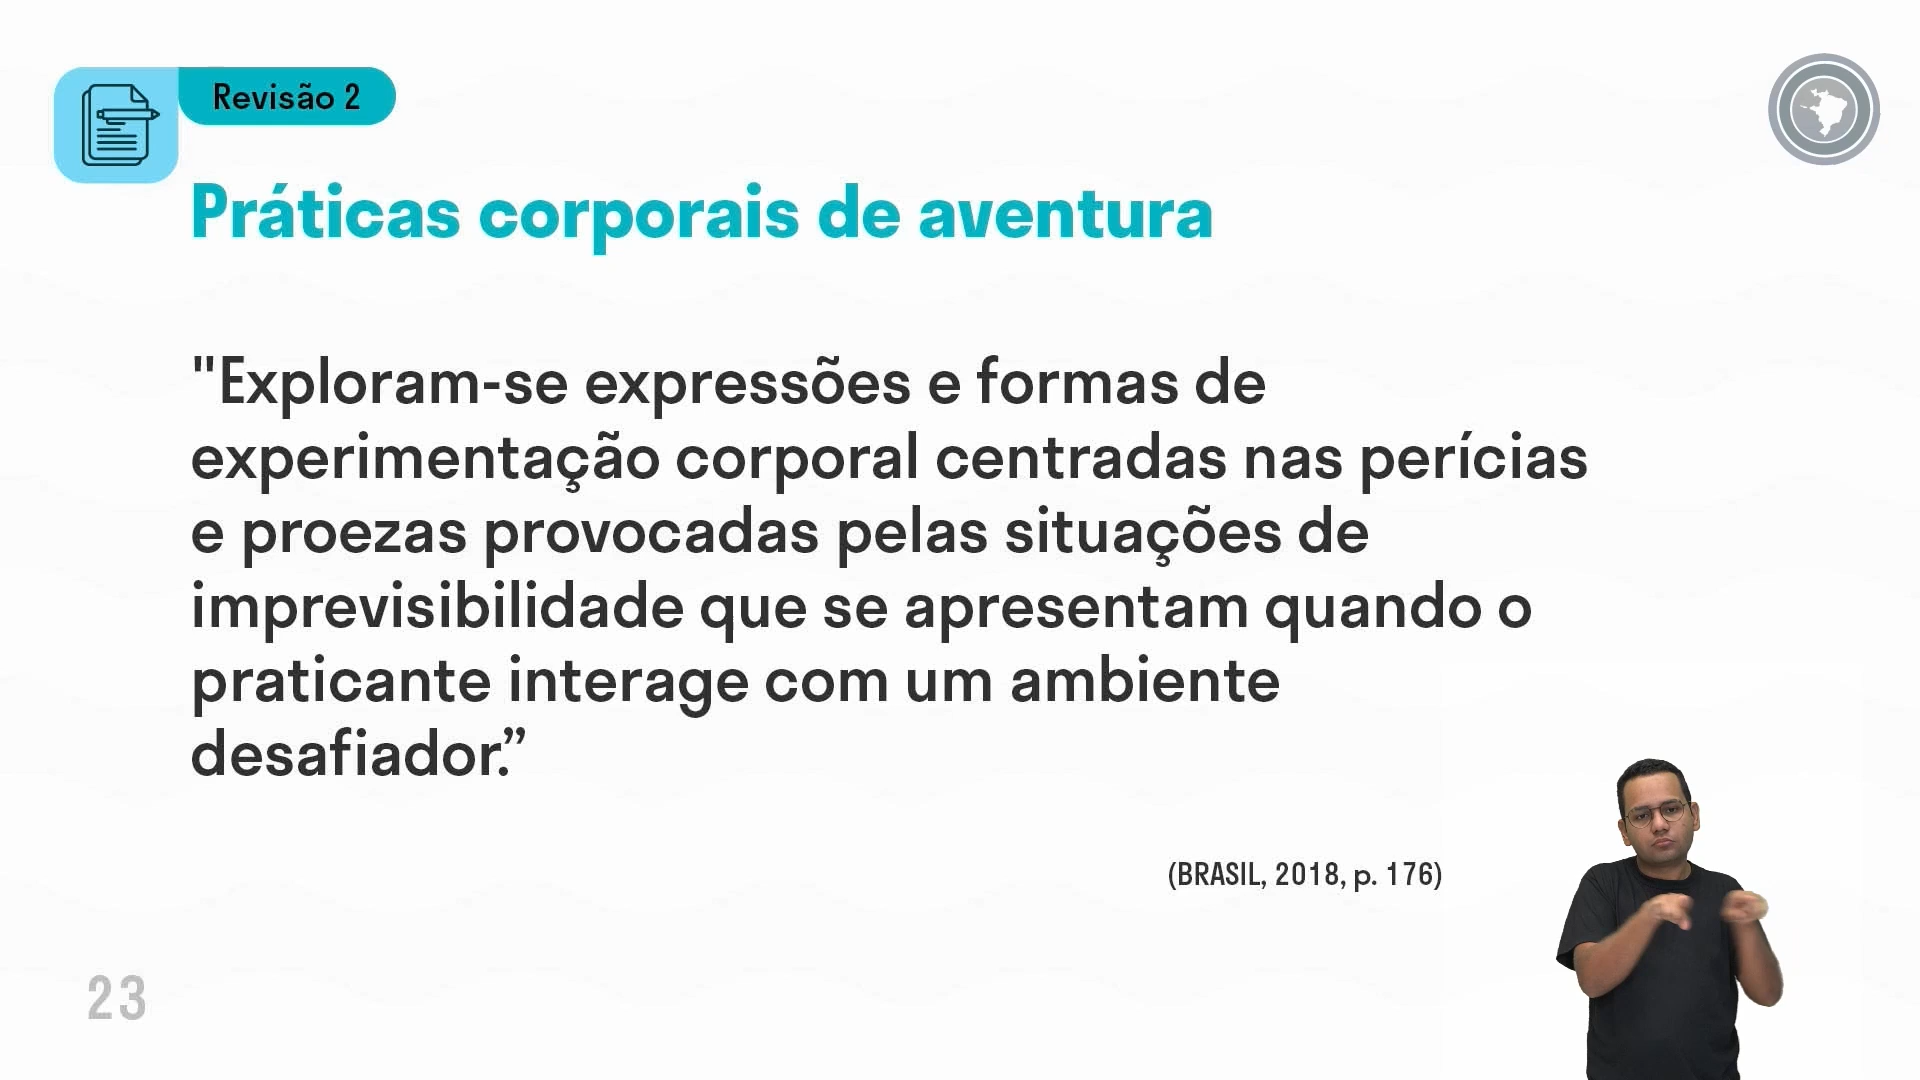 Revisão 2
Práticas corporais de aventura
"Exploram-se expressões e formas de
experimentação corporal centradas nas perícias
e proezas provocadas pelas situações de
imprevisibilidade que se apresentam quando o
praticante interage com um ambiente
desafiador.”
(BRASIL, 2018, p. 176)
23